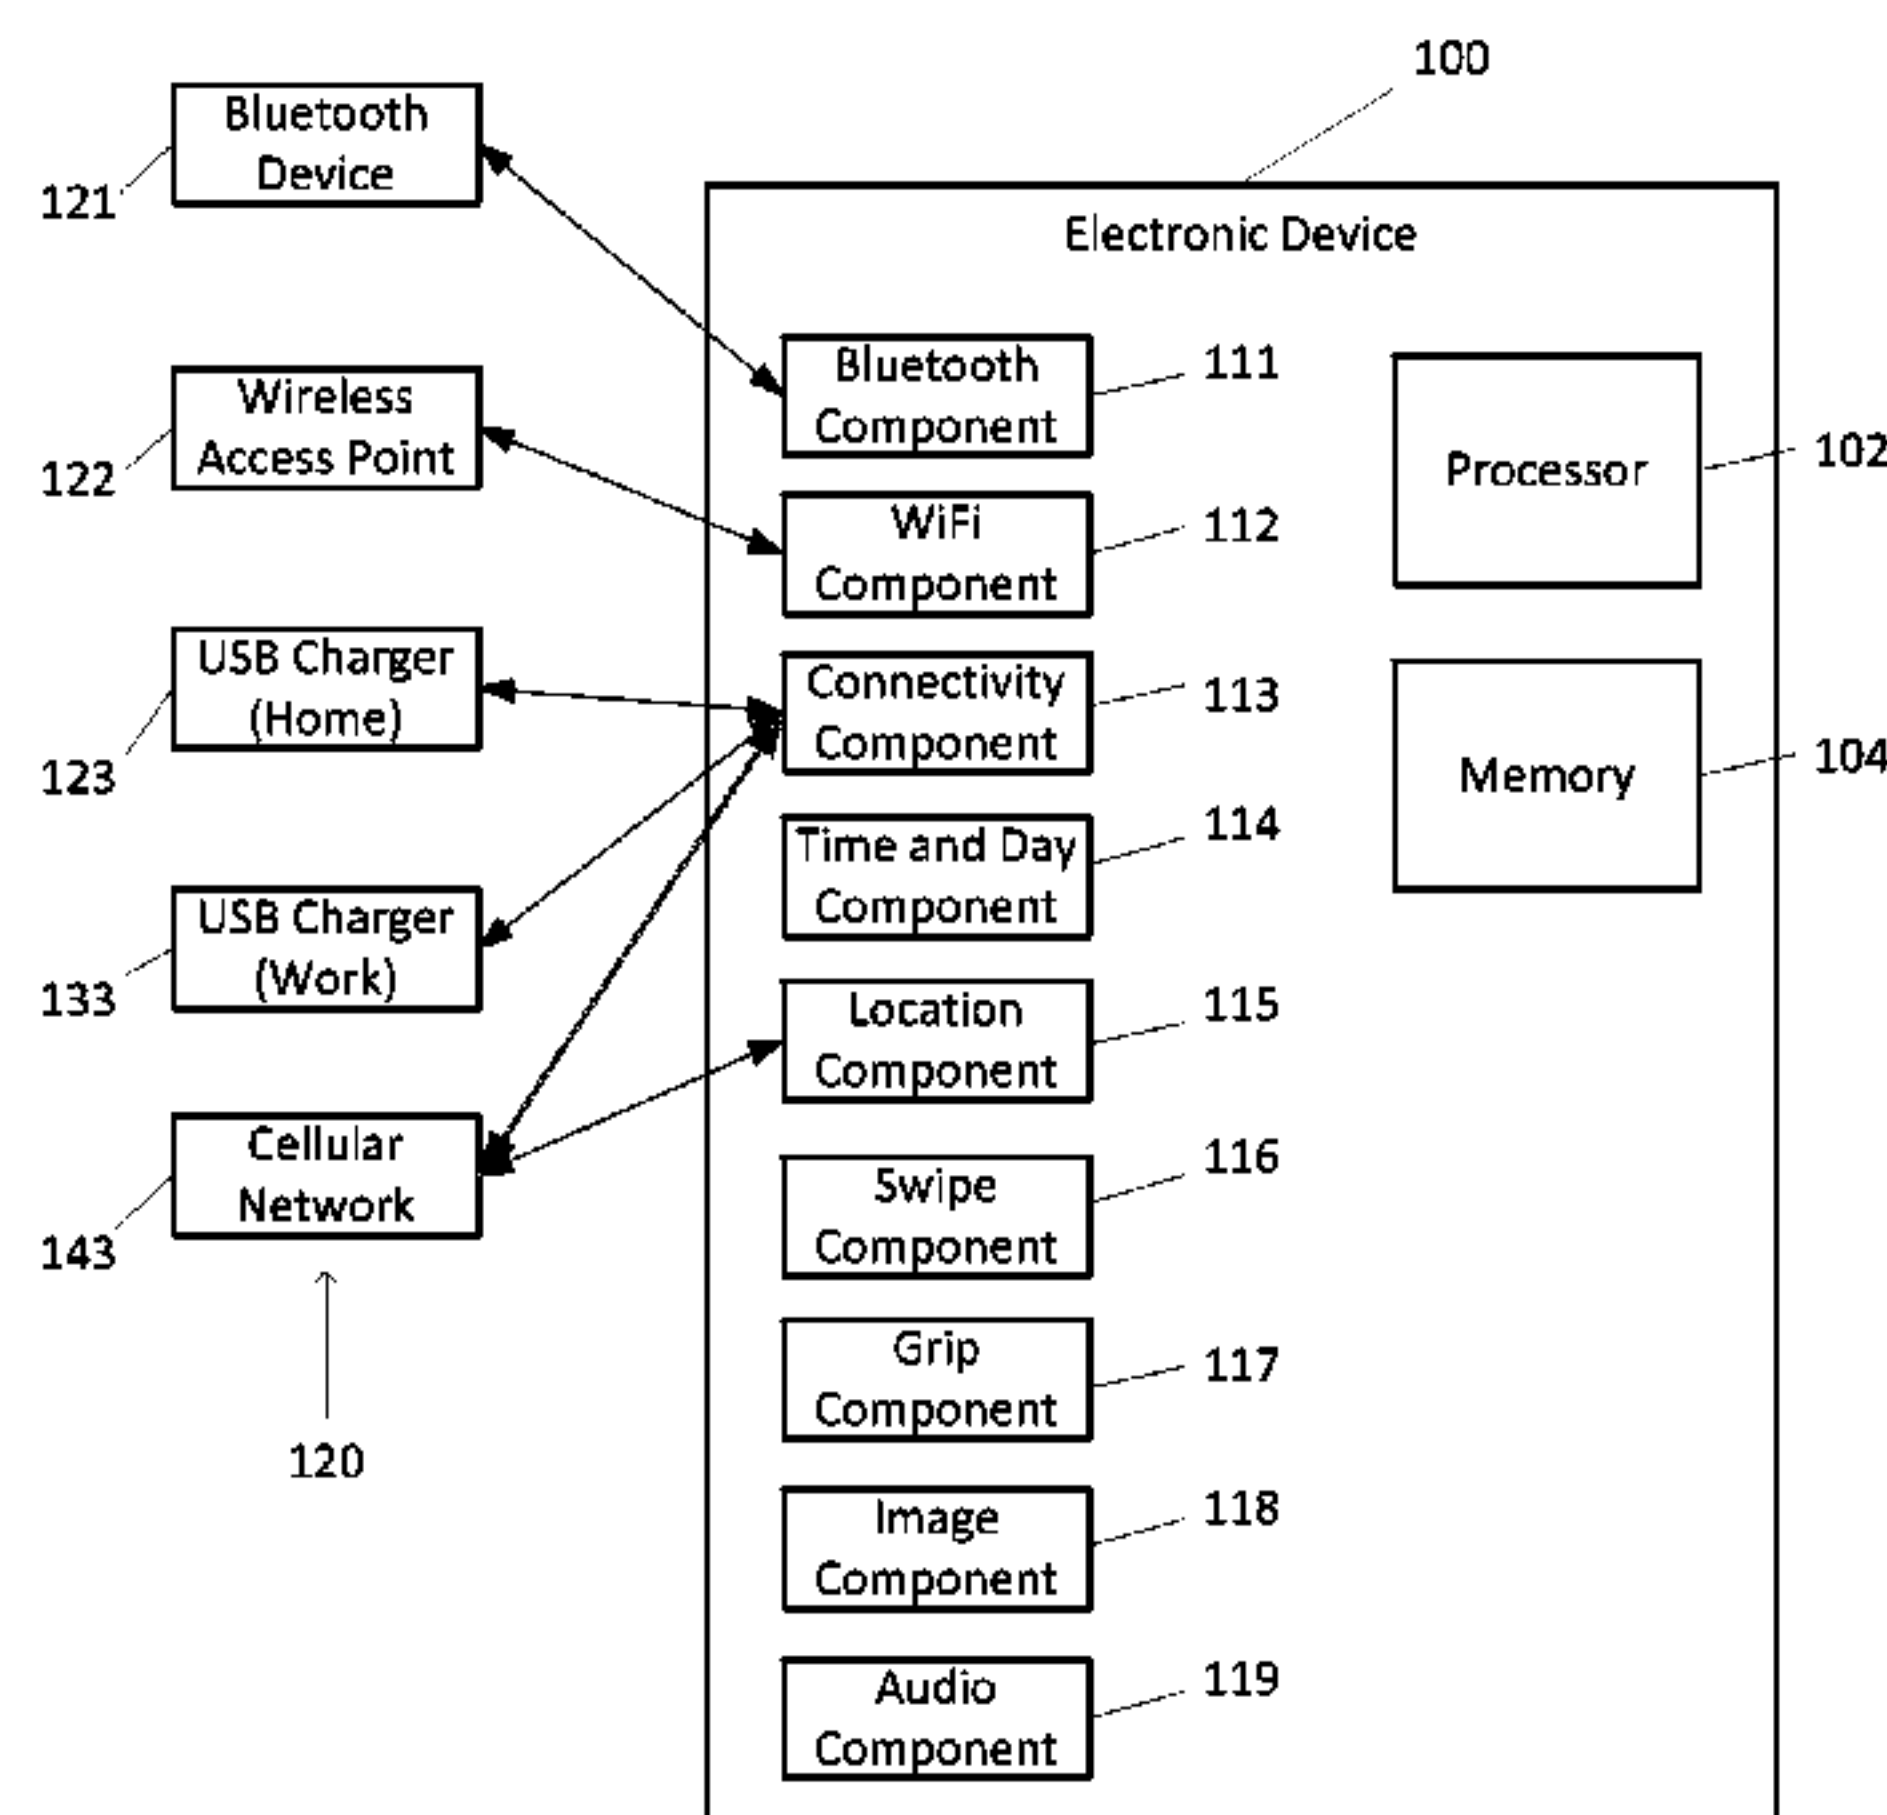 100
Bluetooth
Device
121
Electronic Device
Bluetooth
Component
111
Wireless
Access Point
122
Processor
102
WiFi
Component
112
USB Charger
(Home)
123
Connectivity
Component
113
Memory
104
Time and Day
Component
114
USB Charger
(Work)
133
Location
Component
115
Cellular
Network
143
Swipe
Component
116
120
Grip
Component
117
Image
Component
118
Audio
Component
119